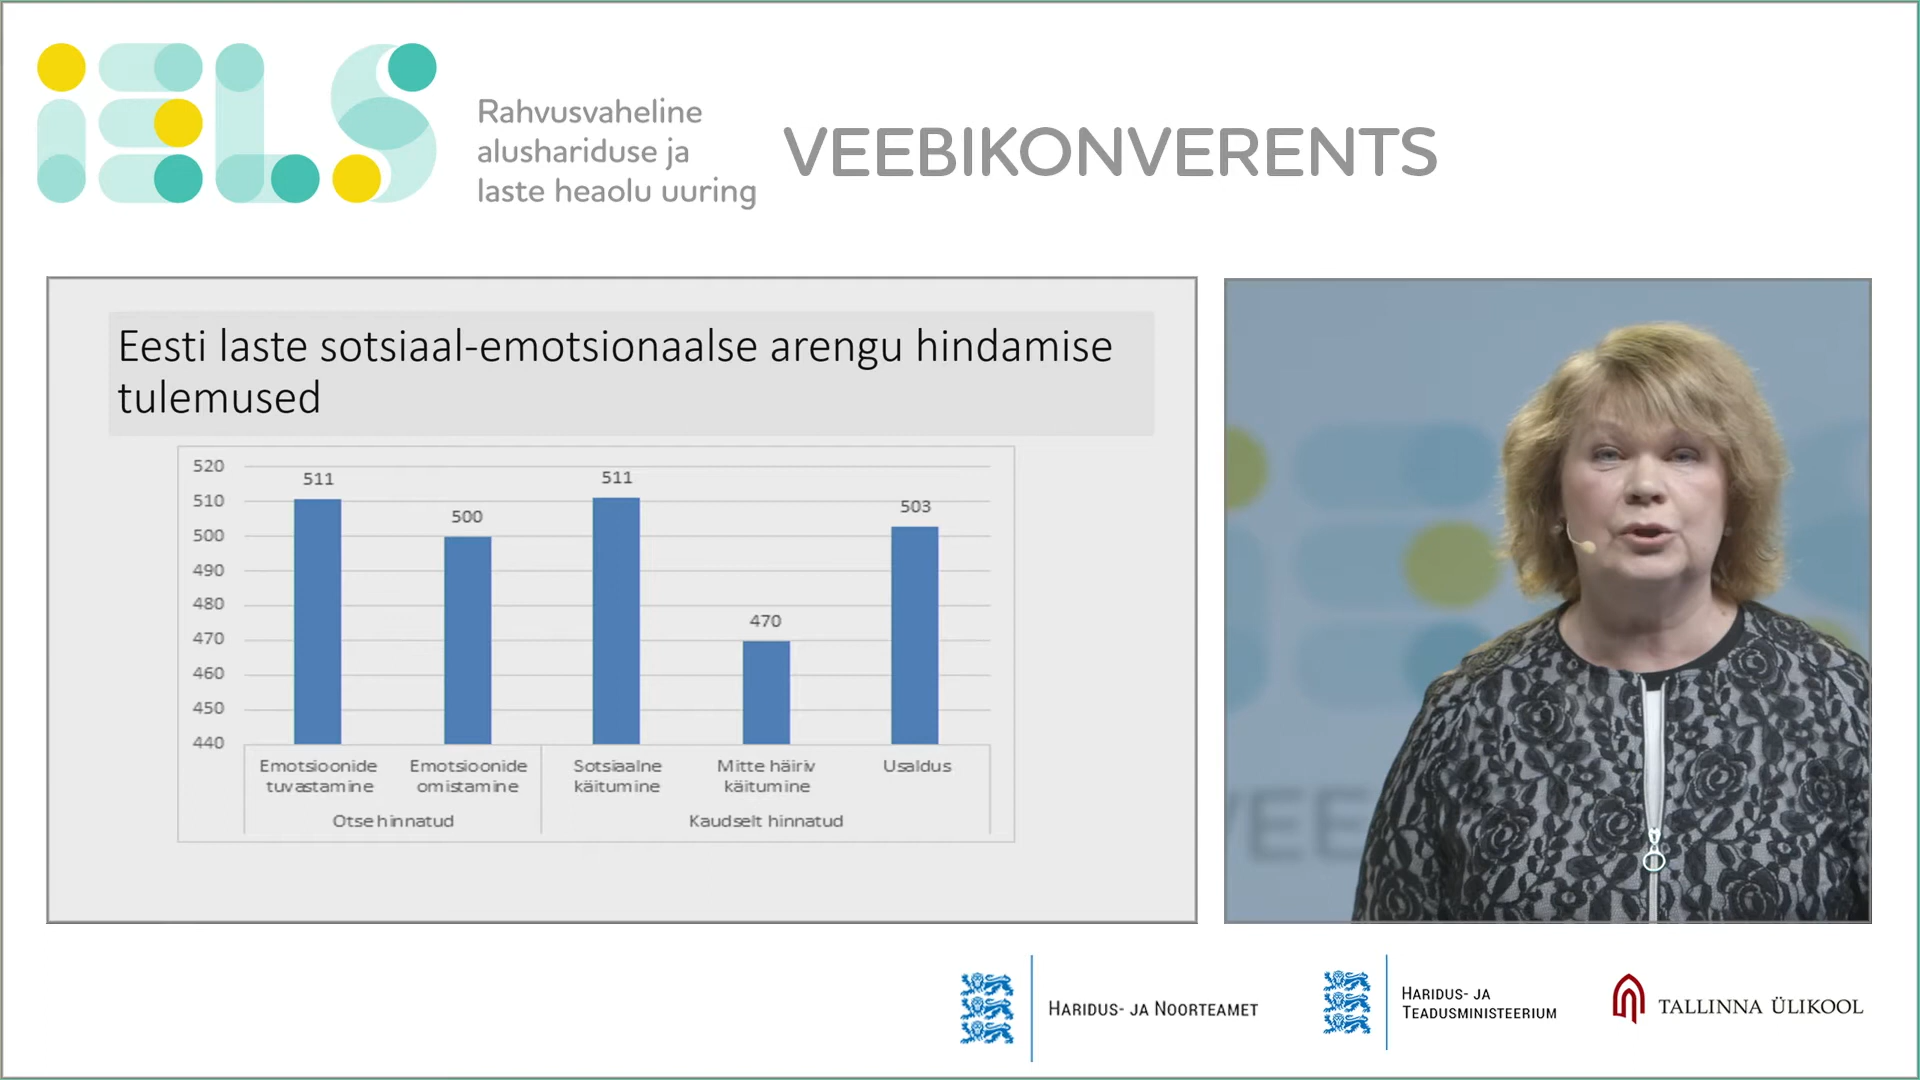 iELS
Rahvusvaheline
alushariduse ja
laste heaolu uuring
VEEBIKONVERENTS
Eesti laste sotsiaal-emotsionaalse arengu hindamise
tulemused
520
510
500
490
480
470
460
450
440
511
500
511
470
503
Emotsioonide
tuvastamine
Emotsioonide
omistamine
Sotsiaalne
käitumine
Mitte häiriv
käitumine
Usaldus
Otse hinnatud
Kaudselt hinnatud
VEE
HARIDUS- JA NOORTEAMET
HARIDUS- JA
TEADUSMINISTEERIUM
TALLINNA ÜLIKOOL